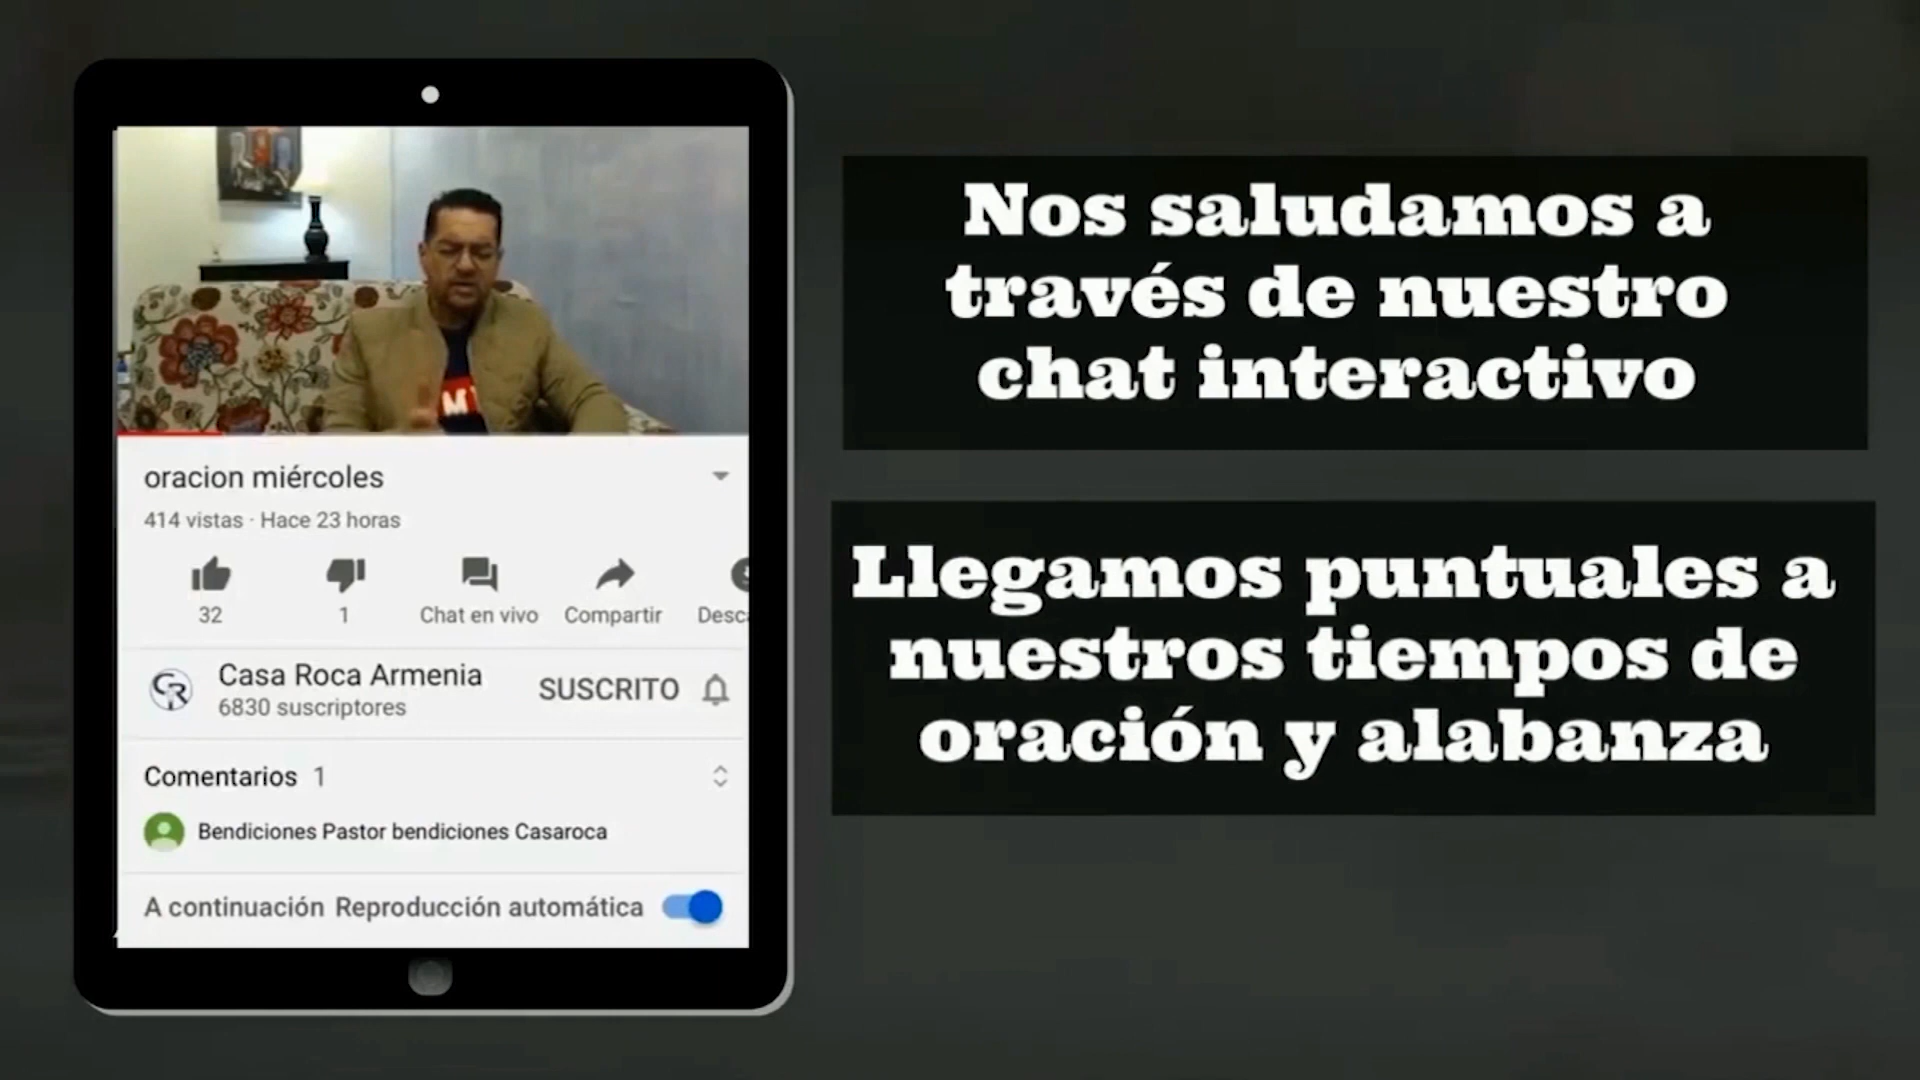 oracion miércoles
414 vistas · Hace 23 horas
32
1
Chat en vivo
Compartir
Desc
Casa Roca Armenia
6830 suscriptores
SUSCRITO
Comentarios 1
Bendiciones Pastor bendiciones Casaroca
A continuación Reproducción automática
Nos saludamos a
través de nuestro
chat interactivo
Llegamos puntuales a
nuestros tiempos de
oración y alabanza